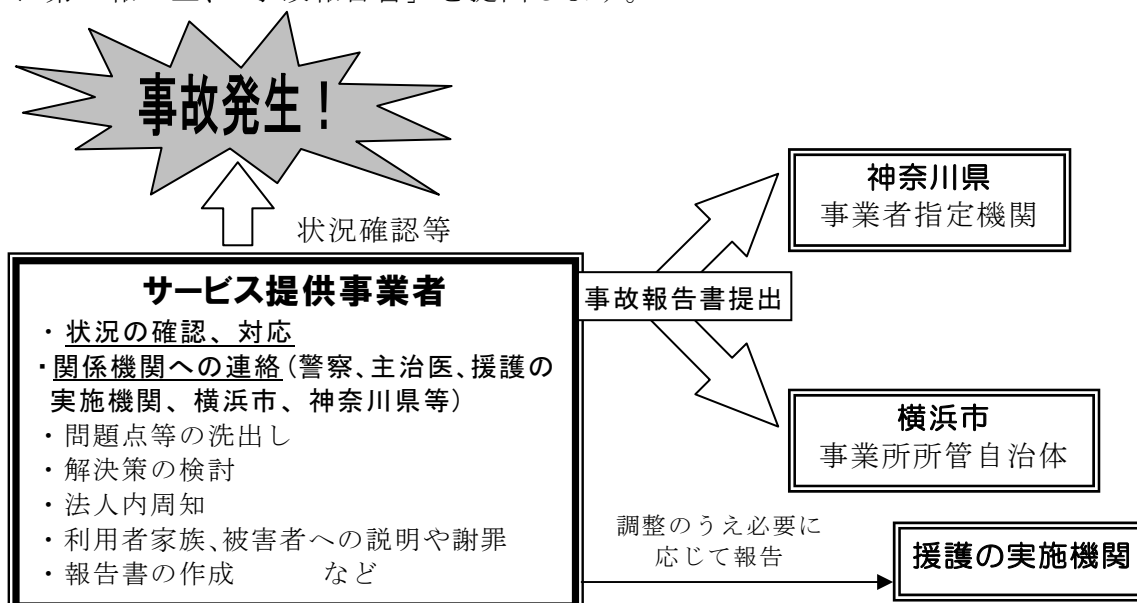 事故発生！
状況確認等
サービス提供事業者
・状況の確認、対応
・関係機関への連絡（警察、主治医、援護の
実施機関、横浜市、神奈川県等）
・問題点等の洗出し
・解決策の検討
・法人内周知
・利用者家族、被害者への説明や謝罪
・報告書の作成　　など
事故報告書提出
神奈川県
事業者指定機関
横浜市
事業所所管自治体
調整のうえ必要に
応じて報告
援護の実施機関